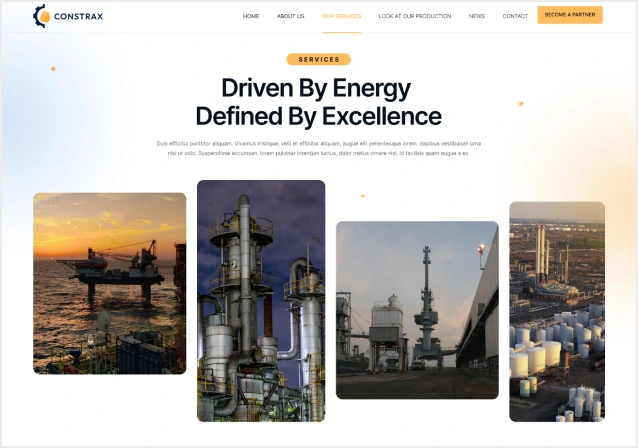 CONSTRAX
HOME ABOUT US OUR SERVICES LOOK AT OUR PRODUCTION NEWS CONTACT BECOME A PARTNER
SERVICES
Driven By Energy
Defined By Excellence
Duis efficitur porttitor aliquam. Vivamus tristique, velit et efficitur aliquam, augue elit pellentesque lorem, dapibus vestibulum urna
nisl ut odio. Suspendisse accumsan, lorem pulvinar interdum luctus, dolor metus ornare nisi, id facilisis quam augue a ex.